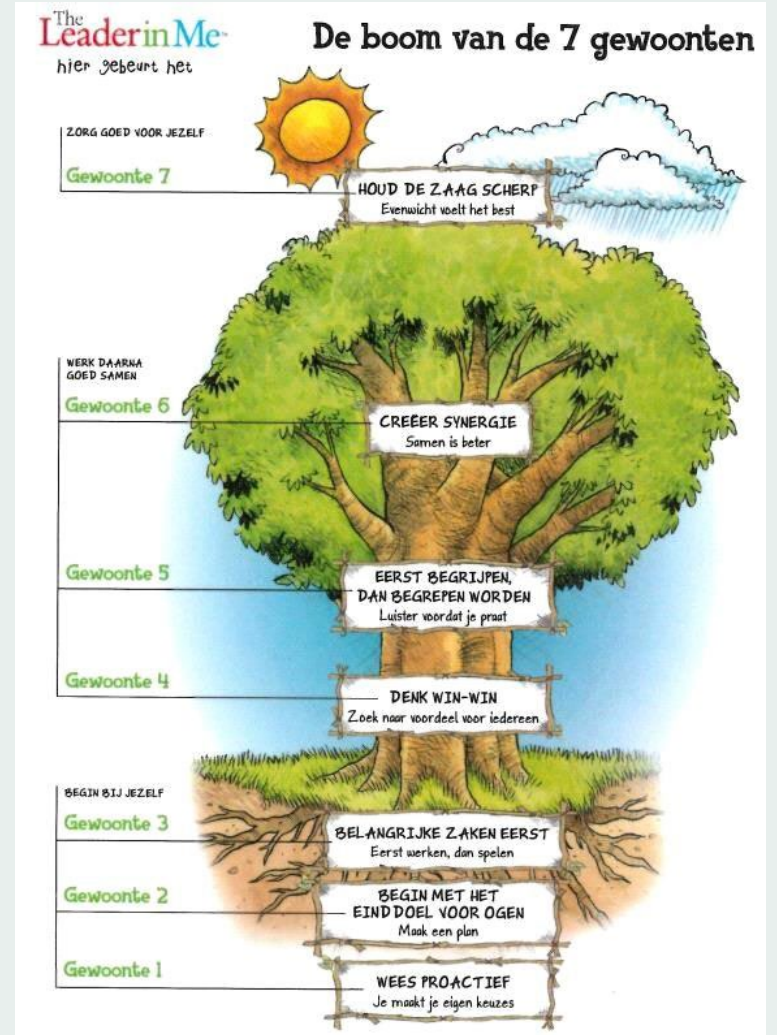 The
Leader in Me
hier gebeurt het
De boom van de 7 gewoonten
ZORG GOED VOOR JEZELF
Gewoonte 7
HOUD DE ZAAG SCHERP
Evenwicht voelt het best
WERK DAARNA
GOED SAMEN
Gewoonte 6
CREËER SYNERGIE
Samen is beter
Gewoonte 5
EERST BEGRIJPEN,
DAN BEGREPEN WORDEN
Luister voordat je praat
Gewoonte 4
DENK WIN-WIN
Zoek naar voordeel voor iedereen
BEGIN BIJ JEZELF
Gewoonte 3
BELANGRIJKE ZAKEN EERST
Eerst werken, dan spelen
Gewoonte 2
BEGIN MET HET
EINDDOEL VOOR OGEN
Maak een plan
Gewoonte 1
WEES PROACTIEF
Je maakt je eigen keuzes